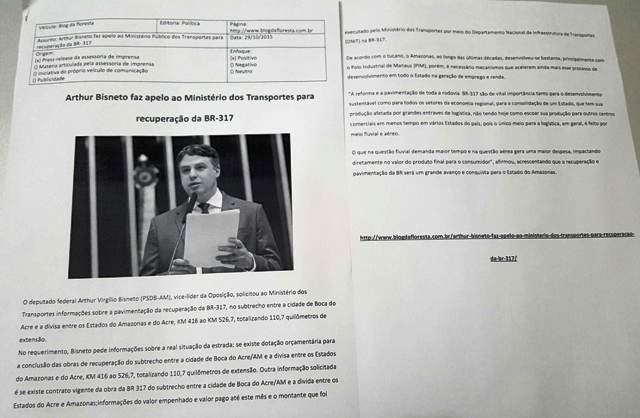 Veículo: Blog da floresta
Editoria: Política
Página:
http://www.blogdafloresta.com.br
Assunto: Arthur Bisneto faz apelo ao Ministério Público dos Transportes para
recuperação da BR- 317
Data: 29/10/2015
Origem:
(x) Press-release da assessoria de imprensa
() Matéria articulada pela assessoria de imprensa
() Iniciativa do próprio veículo de comunicação
() Publicidade
Enfoque:
(x) Positivo
() Negativo
() Neutro
Arthur Bisneto faz apelo ao Ministério dos Transportes para
recuperação da BR-317
O deputado federal Arthur Virgílio Bisneto (PSDB-AM), vice-líder da Oposição, solicitou ao Ministério dos
Transportes informações sobre a pavimentação da recuperação da BR-317, no subtrecho entre a cidade de Boca do
Acre e a divisa entre os Estados do Amazonas e do Acre, KM 416 ao KM 526,7, totalizando 110,7 quilômetros de
extensão.
No requerimento, Bisneto pede informações sobre a real situação da estrada; se existe dotação orçamentária para
a conclusão das obras de recuperação do subtrecho entre a cidade de Boca do Acre/AM e a divisa entre os Estados
do Amazonas e do Acre, KM 416 ao 526,7, totalizando 110,7 quilômetros de extensão. Outra informação solicitada
é se existe contrato vigente da obra da BR 317 do subtrecho entre a cidade de Boca do Acre/AM e a divida entre os
Estados do Acre e Amazonas;informações do valor empenhado e valor pago até este mês e o montante que foi
executado pelo Ministério dos Transportes por meio do Departamento Nacional de Infraestrutura de Transportes
(DNIT) na BR-317.
De acordo com o tucano, o Amazonas, ao longo das últimas décadas, desenvolveu-se bastante, principalmente com
o Polo Industrial de Manaus (PIM), porém, é necessário mecanismos que acelerem ainda mais esse processo de
desenvolvimento em todo o Estado na geração de emprego e renda.
"A reforma e a pavimentação de toda a rodovia BR-317 são de vital importância tanto para o desenvolvimento
sustentável como para todos os setores da economia regional, para a consolidação de um Estado, que tem sua
produção afetada por grandes entraves de logística, não tendo hoje como escoar sua produção para outros centros
comerciais em menos tempo em vários Estados do país, pois o único meio para a logística, em geral, é feito por
meio fluvial e aéreo.
O que na questão fluvial demanda maior tempo e na questão aérea gera uma maior despesa, impactando
diretamente no valor do produto final para o consumidor", afirmou, acrescentando que a recuperação e
pavimentação da BR será um grande avanço e conquista para o Estado do Amazonas.
http://www.blogdafloresta.com.br/arthur-bisneto-faz-apelo-ao-ministerio-dos-transportes-para-recuperacao-
da-br-317/